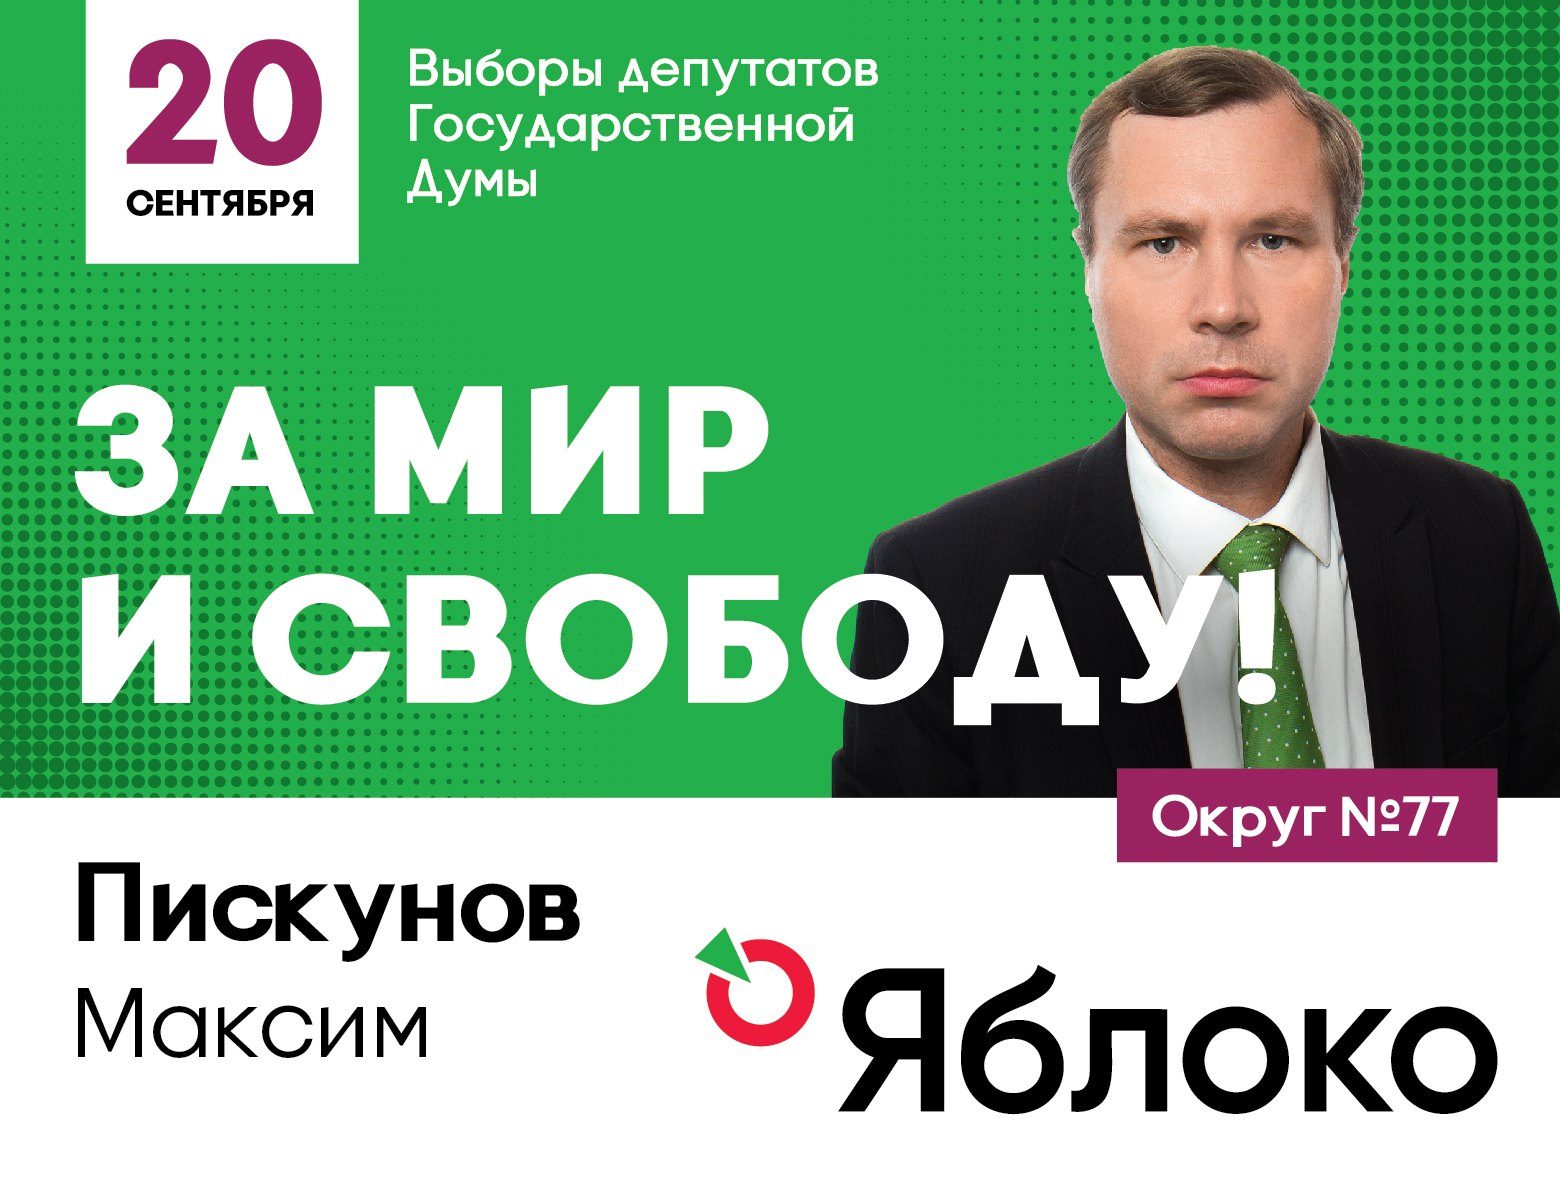 20
СЕНТЯБРЯ
Выборы депутатов
Государственной
Думы
ЗА МИР
И СВОБОДУ!
Округ №77
Пискунов
Максим
Яблоко